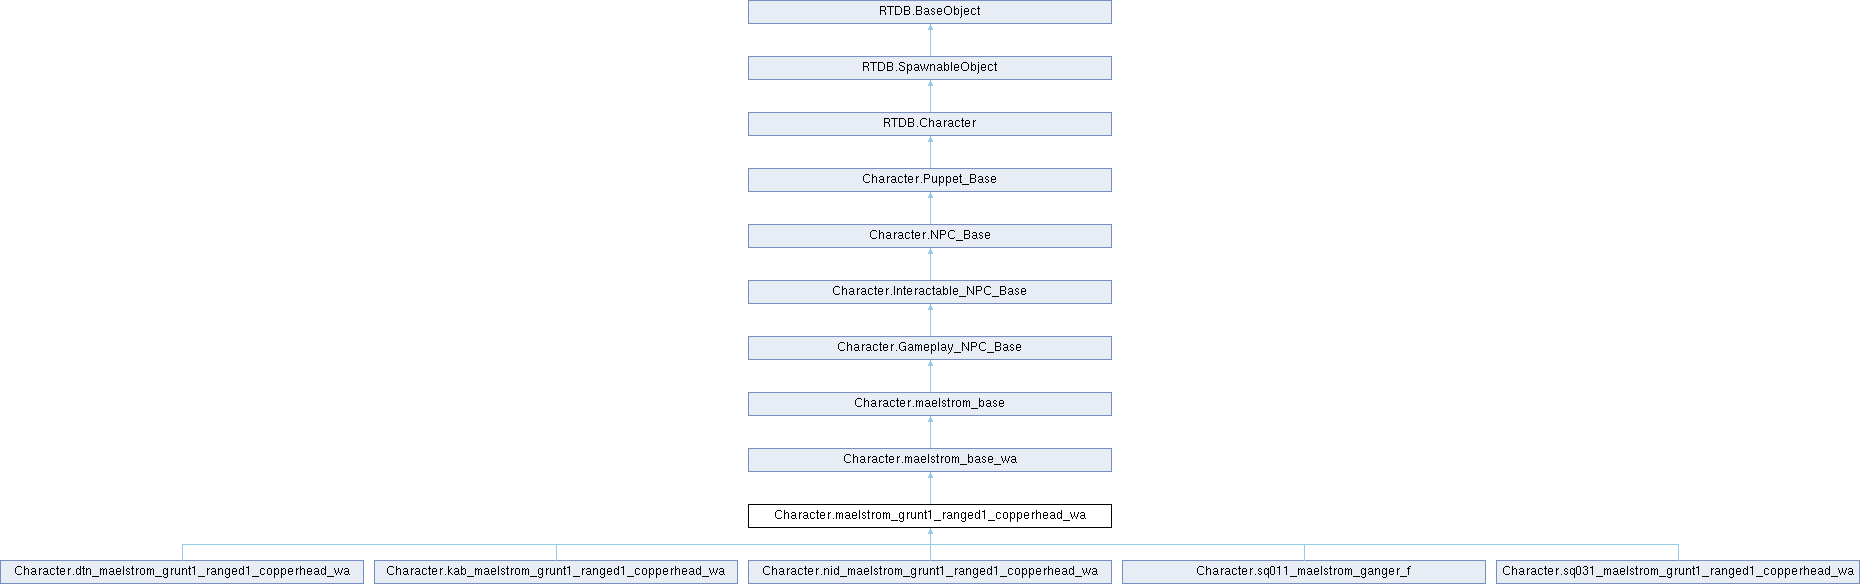 RTDB.BaseObject
RTDB.SpawnableObject
RTDB.Character
Character.Puppet_Base
Character.NPC_Base
Character.Interactable_NPC_Base
Character.Gameplay_NPC_Base
Character.maelstrom_base
Character.maelstrom_base_wa
Character.maelstrom_grunt1_ranged1_copperhead_wa
Character.dtn_maelstrom_grunt1_ranged1_copperhead_wa
Character.kab_maelstrom_grunt1_ranged1_copperhead_wa
Character.nid_maelstrom_grunt1_ranged1_copperhead_wa
Character.sq011_maelstrom_ganger_f
Character.sq031_maelstrom_grunt1_ranged1_copperhead_wa